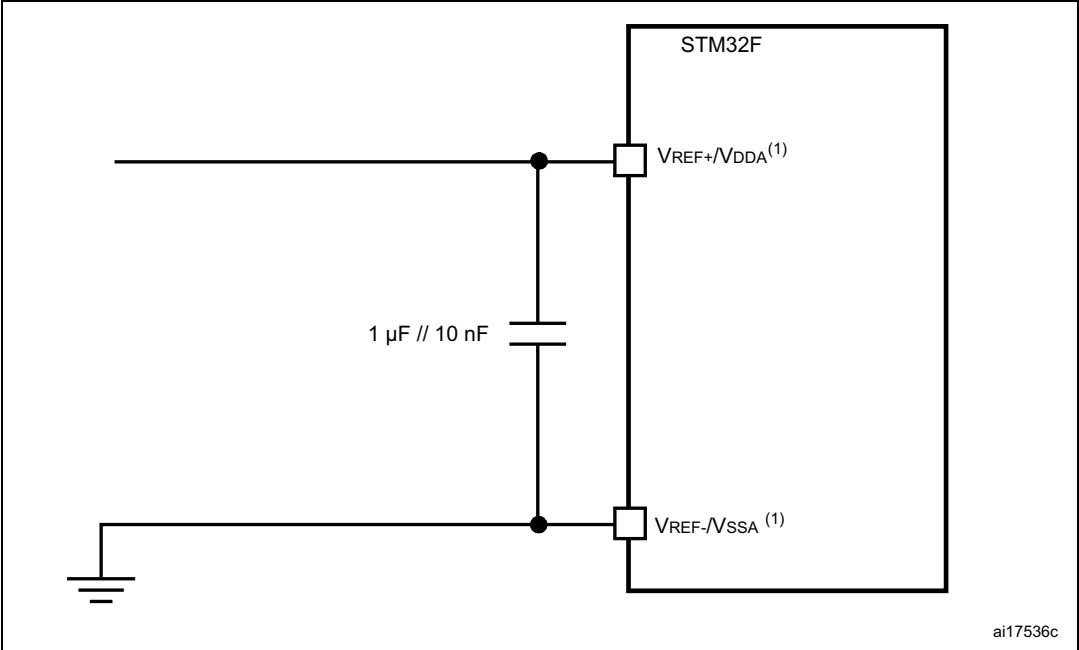 STM32F
VREF+/VDDA(1)
1 µF // 10 nF
VREF-/VSSA (1)
ai17536c